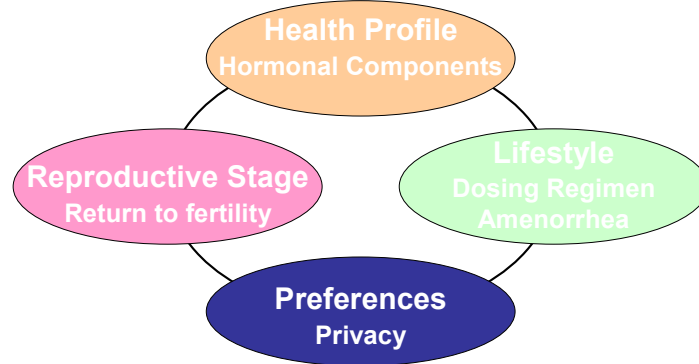 Health Profile
Hormonal Components
Reproductive Stage
Return to fertility
Lifestyle
Dosing Regimen
Amenorrhea
Preferences
Privacy